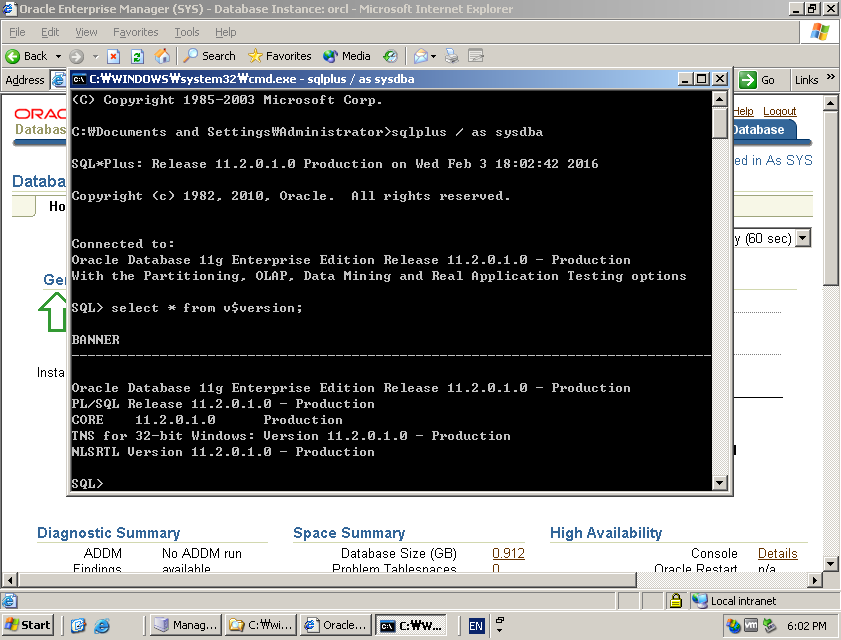 Oracle Enterprise Manager (SYS) - Database Instance: orcl - Microsoft Internet Explorer
File Edit View Favorites Tools Help
Back Search Favorites Media
Address Go Links »
C:₩WINDOWS₩system32₩cmd.exe - sqlplus / as sysdba
(C) Copyright 1985-2003 Microsoft Corp.
C:₩Documents and Settings₩Administrator>sqlplus / as sysdba
SQL*Plus: Release 11.2.0.1.0 Production on Wed Feb 3 18:02:42 2016
Copyright (c) 1982, 2010, Oracle.  All rights reserved.
Connected to:
Oracle Database 11g Enterprise Edition Release 11.2.0.1.0 - Production
With the Partitioning, OLAP, Data Mining and Real Application Testing options
SQL> select * from v$version;
BANNER
--------------------------------------------------------------------------------
Oracle Database 11g Enterprise Edition Release 11.2.0.1.0 - Production
PL/SQL Release 11.2.0.1.0 - Production
CORE    11.2.0.1.0      Production
TNS for 32-bit Windows: Version 11.2.0.1.0 - Production
NLSRTL Version 11.2.0.1.0 - Production
SQL>
ORAC
Databas
Help Logout
Database
ed in As SYS
Databa
Ho
y (60 sec)
Ge
Insta
Diagnostic Summary Space Summary High Availability
ADDM No ADDM run Database Size (GB) 0.912 Console Details
Findings available Problem Tablespaces 0 Oracle Restart n/a
Local intranet
Start Manag... C:₩wi... Oracle... C:₩W... EN 6:02 PM